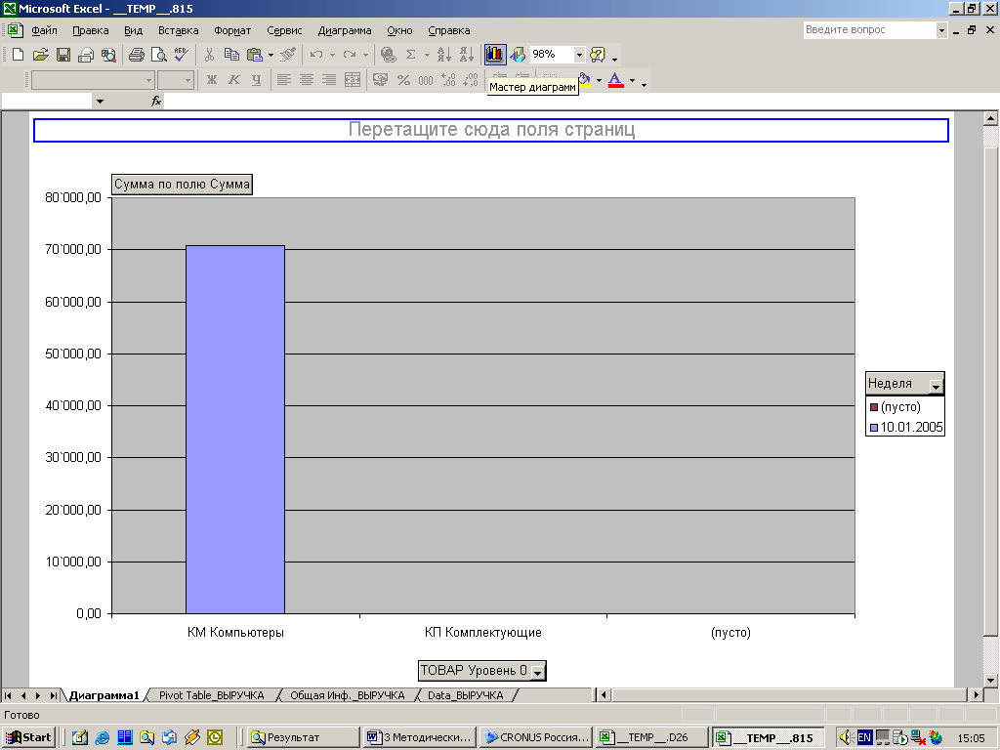 Microsoft Excel - __TEMP__.815
Файл Правка Вид Вставка Формат Сервис Диаграмма Окно Справка
Введите вопрос
98%
Ж К Ч
Мастер диаграмм
fx
Перетащите сюда поля страниц
Сумма по полю Сумма
80`000,00
70`000,00
60`000,00
50`000,00
40`000,00
30`000,00
20`000,00
10`000,00
0,00
Неделя
(пусто)
10.01.2005
КМ Компьютеры КП Комплектующие (пусто)
ТОВАР Уровень 0
Диаграмма1 Pivot Table_ВЫРУЧКА Общая Инф._ВЫРУЧКА Data_ВЫРУЧКА
Готово
Start Результат 3 Методически... CRONUS Россия... __TEMP__.D26 __TEMP__.815 EN 15:05